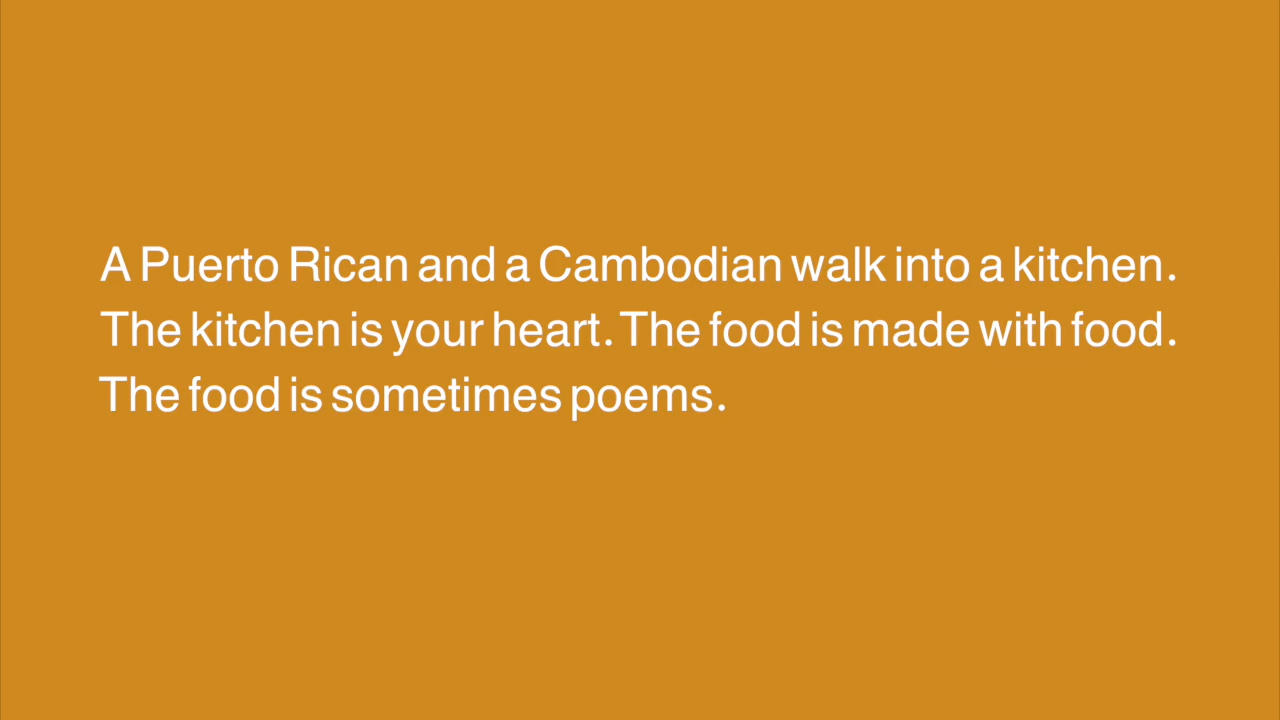 A Puerto Rican and a Cambodian walk into a kitchen.
The kitchen is your heart. The food is made with food.
The food is sometimes poems.